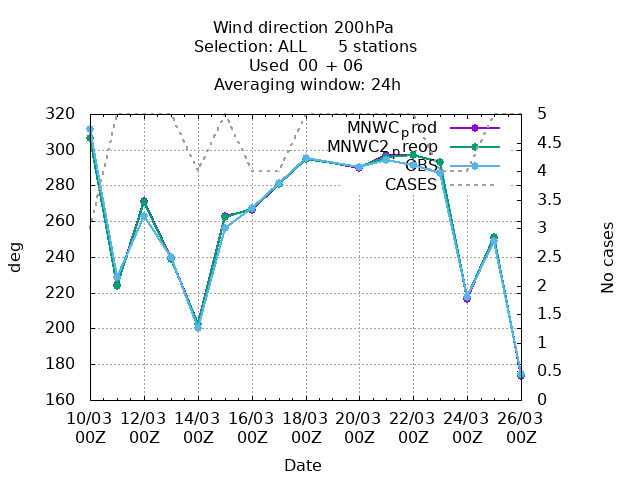 Wind direction 200hPa
Selection: ALL 5 stations
Used 00 + 06
Averaging window: 24h
320
300
280
260
240
220
200
180
160
deg
5
4.5
4
3.5
3
2.5
2
1.5
1
0.5
0
No cases
MNWC_prod
MNWC2_preop
OBS
CASES
10/03 12/03 14/03 16/03 18/03 20/03 22/03 24/03 26/03
00Z 00Z 00Z 00Z 00Z 00Z 00Z 00Z 00Z
Date